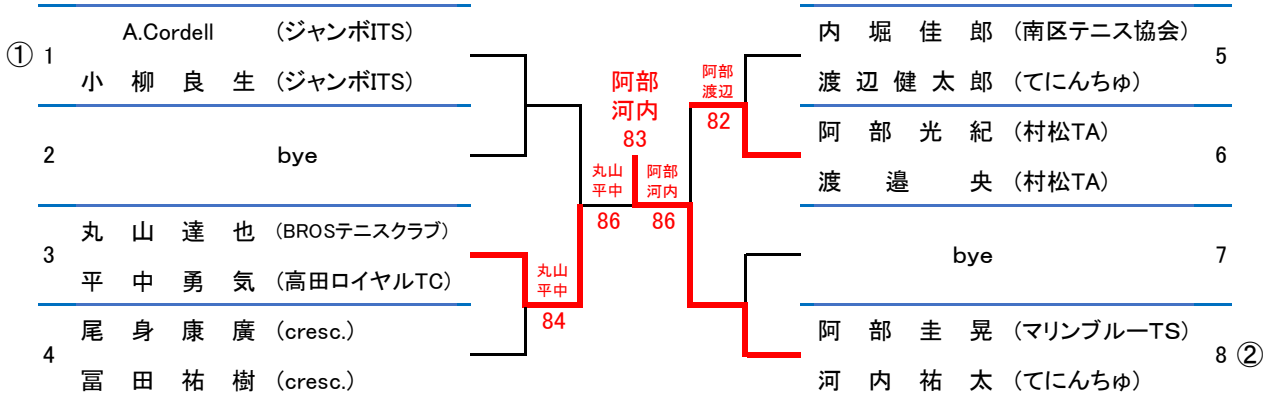 ① 1
A.Cordell (ジャンボITS)
小柳良生 (ジャンボITS)
2
bye
3
丸山達也 (BROSテニスクラブ)
平中勇気 (高田ロイヤルTC)
4
尾身康廣 (cresc.)
冨田祐樹 (cresc.)
丸山
平中
84
丸山
平中
86
阿部
河内
83
阿部
河内
86
阿部
渡辺
82
内堀佳郎 (南区テニス協会)
渡辺健太郎 (てにんちゅ)
5
阿部光紀 (村松TA)
渡邉央 (村松TA)
6
bye
7
阿部圭晃 (マリンブルーTS)
河内祐太 (てにんちゅ)
8 ②